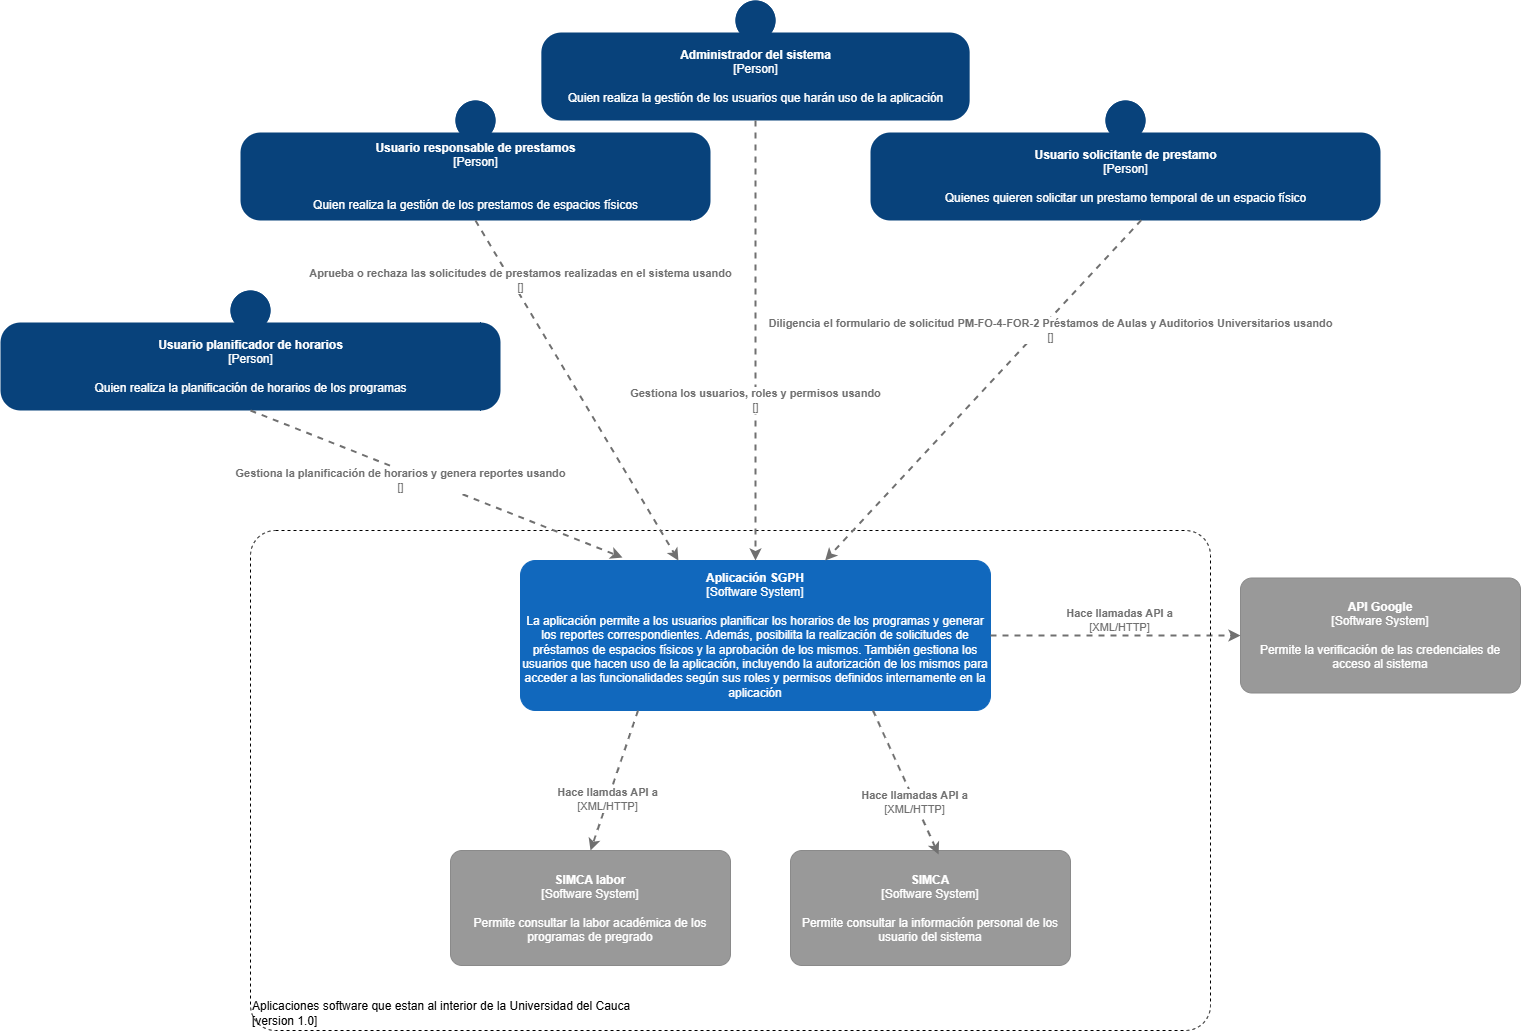 Administrador del sistema
[Person]
Quien realiza la gestión de los usuarios que harán uso de la aplicación
Usuario responsable de prestamos
[Person]
Quien realiza la gestión de los prestamos de espacios físicos
Usuario solicitante de prestamo
[Person]
Quienes quieren solicitar un prestamo temporal de un espacio físico
Aprueba o rechaza las solicitudes de prestamos realizadas en el sistema usando
[]
Usuario planificador de horarios
[Person]
Quien realiza la planificación de horarios de los programas
Diligencia el formulario de solicitud PM-FO-4-FOR-2 Préstamos de Aulas y Auditorios Universitarios usando
[]
Gestiona los usuarios, roles y permisos usando
[]
Gestiona la planificación de horarios y genera reportes usando
[]
Aplicación SGPH
[Software System]
La aplicación permite a los usuarios planificar los horarios de los programas y generar
los reportes correspondientes. Además, posibilita la realización de solicitudes de
préstamos de espacios físicos y la aprobación de los mismos. También gestiona los
usuarios que hacen uso de la aplicación, incluyendo la autorización de los mismos para
acceder a las funcionalidades según sus roles y permisos definidos internamente en la
aplicación
Hace llamadas API a
[XML/HTTP]
API Google
[Software System]
Permite la verificación de las credenciales de
acceso al sistema
Hace llamdas API a
[XML/HTTP]
Hace llamadas API a
[XML/HTTP]
SIMCA labor
[Software System]
Permite consultar la labor académica de los
programas de pregrado
SIMCA
[Software System]
Permite consultar la información personal de los
usuario del sistema
Aplicaciones software que estan al interior de la Universidad del Cauca
[version 1.0]